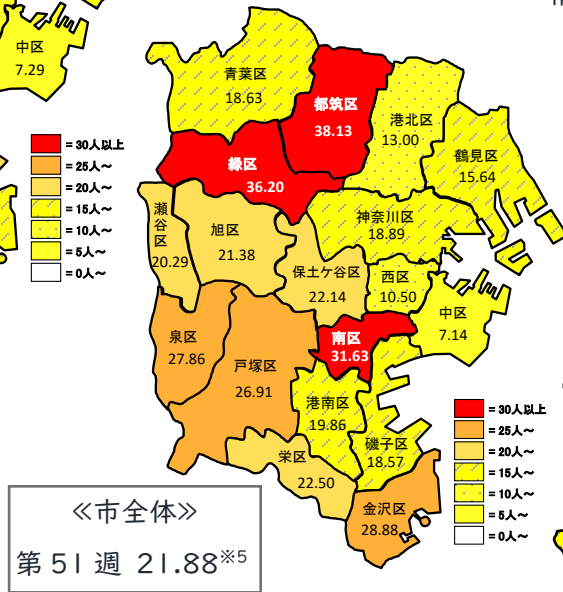 中区
7.29
青葉区
18.63
都筑区
38.13
港北区
13.00
鶴見区
15.64
緑区
36.20
神奈川区
18.89
瀬谷区
20.29
旭区
21.38
保土ケ谷区
22.14
西区
10.50
中区
7.14
泉区
27.86
戸塚区
26.91
南区
31.63
港南区
19.86
磯子区
18.57
栄区
22.50
金沢区
28.88
= 30人以上
= 25人～
= 20人～
= 15人～
= 10人～
= 5人～
= 0人～
= 30人以上
= 25人～
= 20人～
= 15人～
= 10人～
= 5人～
= 0人～
≪市全体≫
第 51 週 21.88※5